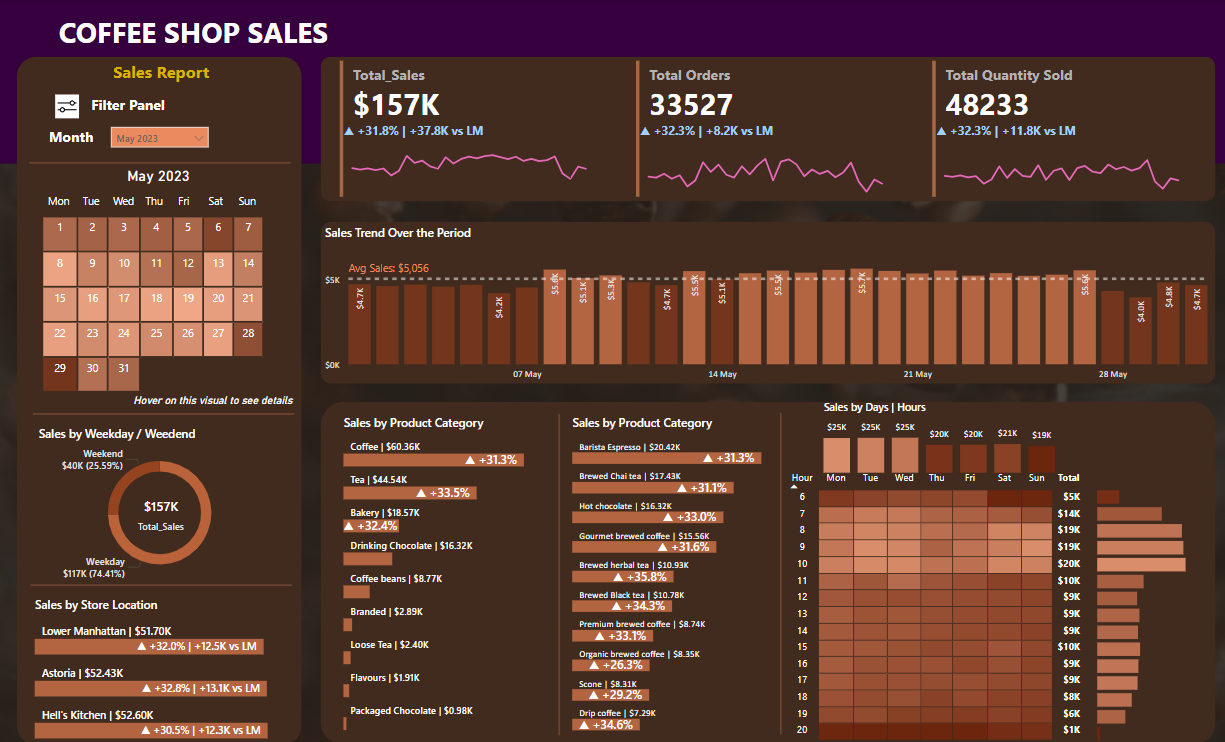 COFFEE SHOP SALES
Sales Report
Filter Panel
Month
May 2023
May 2023
Mon Tue Wed Thu Fri Sat Sun
1 2 3 4 5 6 7
8 9 10 11 12 13 14
15 16 17 18 19 20 21
22 23 24 25 26 27 28
29 30 31
Hover on this visual to see details
Sales by Weekday / Weedend
Weekend
$40K (25.59%)
$157K
Total_Sales
Weekday
$117K (74.41%)
Sales by Store Location
Lower Manhattan | $51.70K
▲ +32.0% | +12.5K vs LM
Astoria | $52.43K
▲ +32.8% | +13.1K vs LM
Hell's Kitchen | $52.60K
▲ +30.5% | +12.3K vs LM
Total_Sales
$157K
▲ +31.8% | +37.8K vs LM
Total Orders
33527
▲ +32.3% | +8.2K vs LM
Total Quantity Sold
48233
▲ +32.3% | +11.8K vs LM
Sales Trend Over the Period
Avg Sales: $5,056
$5K
$0K
$4.7K $4.2K $5.6K $5.1K $5.3K $4.7K $5.5K $5.1K $5.5K $5.7K $5.6K $4.0K $4.8K $4.7K
07 May 14 May 21 May 28 May
Sales by Product Category
Coffee | $60.36K
▲ +31.3%
Tea | $44.54K
▲ +33.5%
Bakery | $18.57K
▲ +32.4%
Drinking Chocolate | $16.32K
Coffee beans | $8.77K
Branded | $2.89K
Loose Tea | $2.40K
Flavours | $1.91K
Packaged Chocolate | $0.98K
Sales by Product Category
Barista Espresso | $20.42K
▲ +31.3%
Brewed Chai tea | $17.43K
▲ +31.1%
Hot chocolate | $16.32K
▲ +33.0%
Gourmet brewed coffee | $15.56K
▲ +31.6%
Brewed herbal tea | $10.93K
▲ +35.8%
Brewed Black tea | $10.78K
▲ +34.3%
Premium brewed coffee | $8.74K
▲ +33.1%
Organic brewed coffee | $8.35K
▲ +26.3%
Scone | $8.31K
▲ +29.2%
Drip coffee | $7.29K
▲ +34.6%
Sales by Days | Hours
$25K $25K $25K $20K $20K $21K $19K
Hour Mon Tue Wed Thu Fri Sat Sun Total
6 $5K
7 $14K
8 $19K
9 $19K
10 $20K
11 $10K
12 $9K
13 $9K
14 $9K
15 $10K
16 $9K
17 $9K
18 $8K
19 $6K
20 $1K